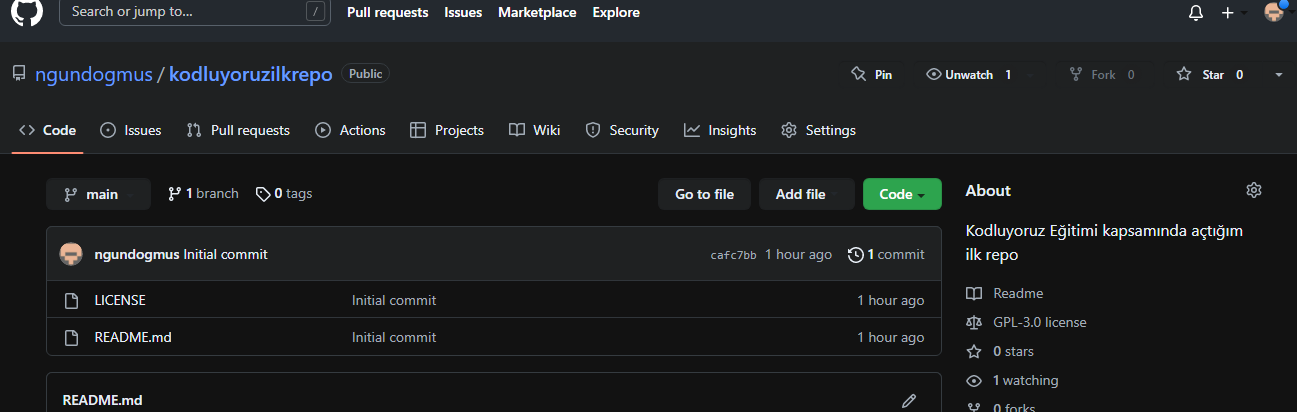 Search or jump to... / Pull requests Issues Marketplace Explore
ngundogmus / kodluyoruzilkrepo Public Pin Unwatch 1 Fork 0 Star 0
Code Issues Pull requests Actions Projects Wiki Security Insights Settings
main 1 branch 0 tags Go to file Add file Code
ngundogmus Initial commit cafc7bb 1 hour ago 1 commit
LICENSE Initial commit 1 hour ago
README.md Initial commit 1 hour ago
README.md
About
Kodluyoruz Eğitimi kapsamında açtığım
ilk repo
Readme
GPL-3.0 license
0 stars
1 watching
0 forks